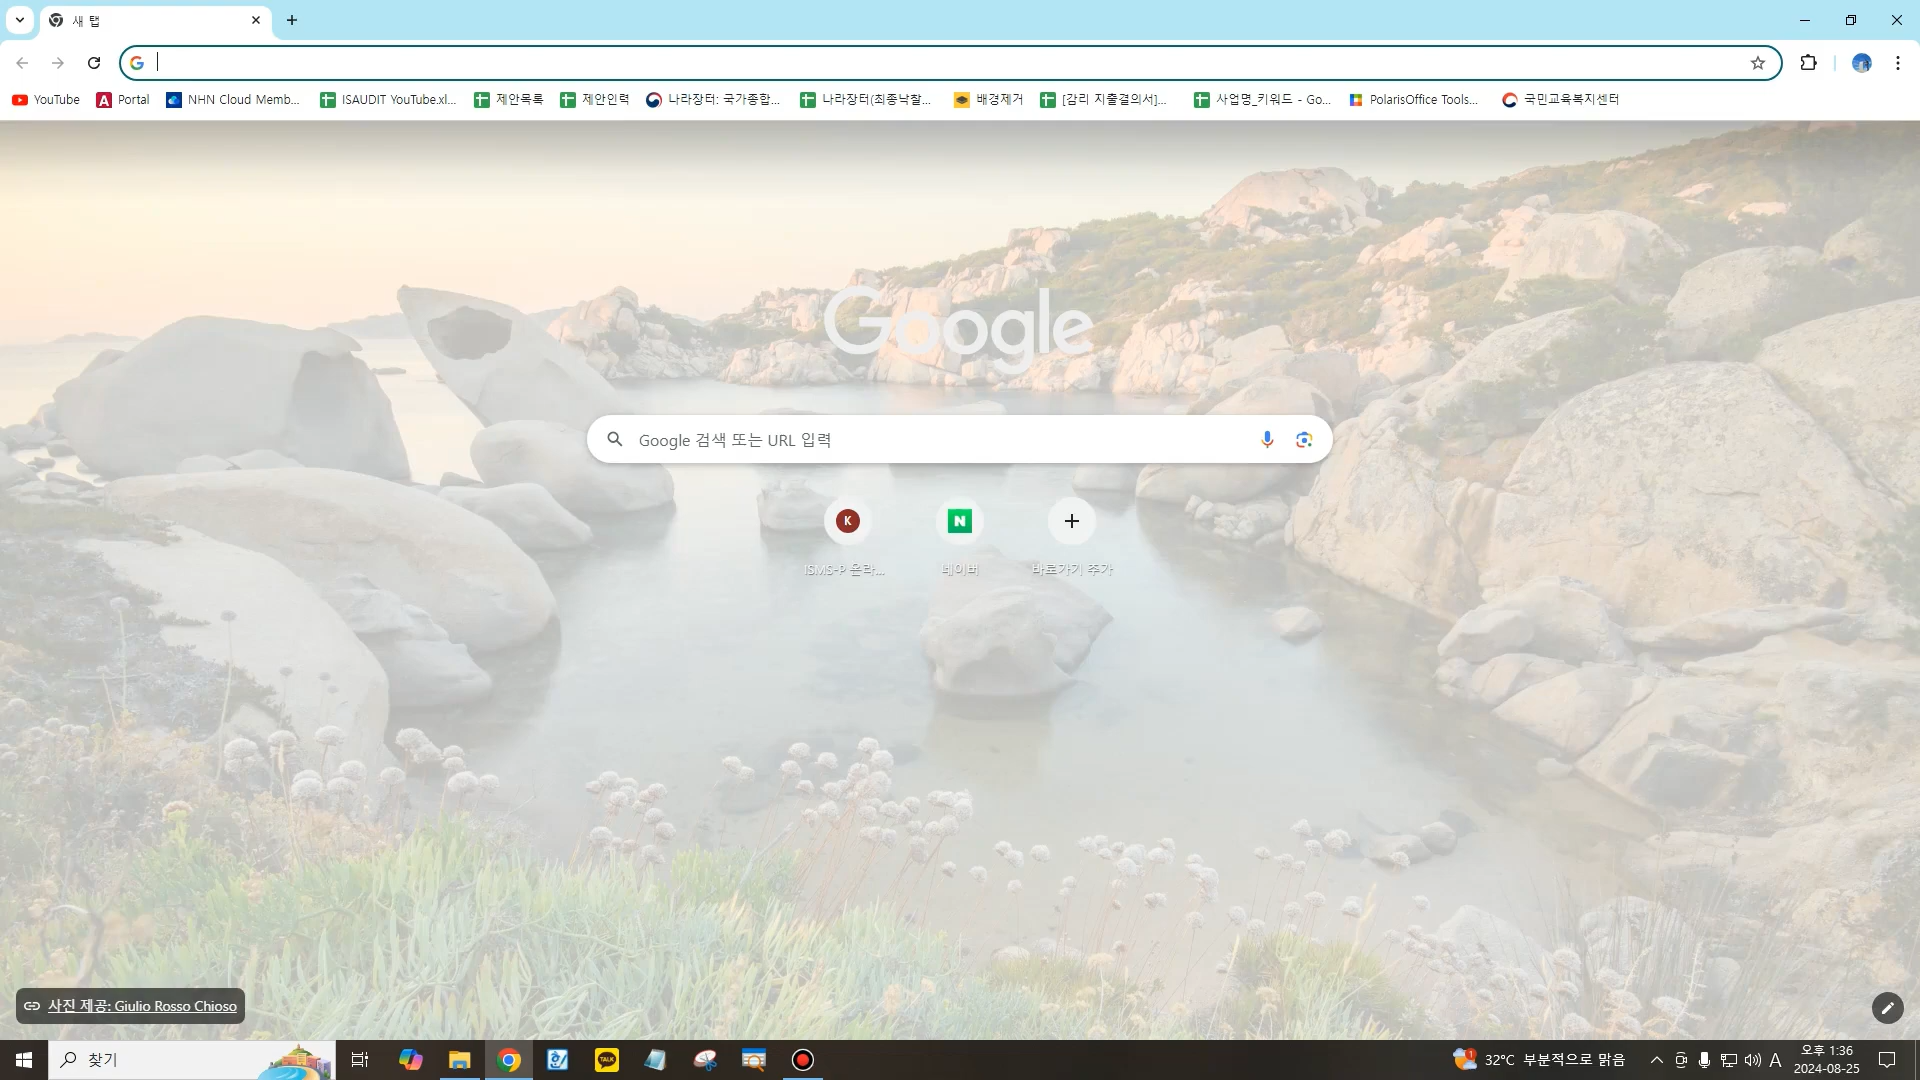 새 탭
YouTube
Portal
NHN Cloud Memb...
ISAUDIT YouTube.xl...
제안목록
제안인력
나라장터: 국가종합...
나라장터(최종낙찰...
배경제거
[감리 지출결의서]...
사업명_키워드 - Go...
PolarisOffice Tools...
국민교육복지센터
Google
Google 검색 또는 URL 입력
K
N
ISMS-P 온라...
네이버
바로가기 추가
사진 제공: Giulio Rosso Chioso
찾기
TALK
1
32°C 부분적으로 맑음
A
오후 1:36
2024-08-25